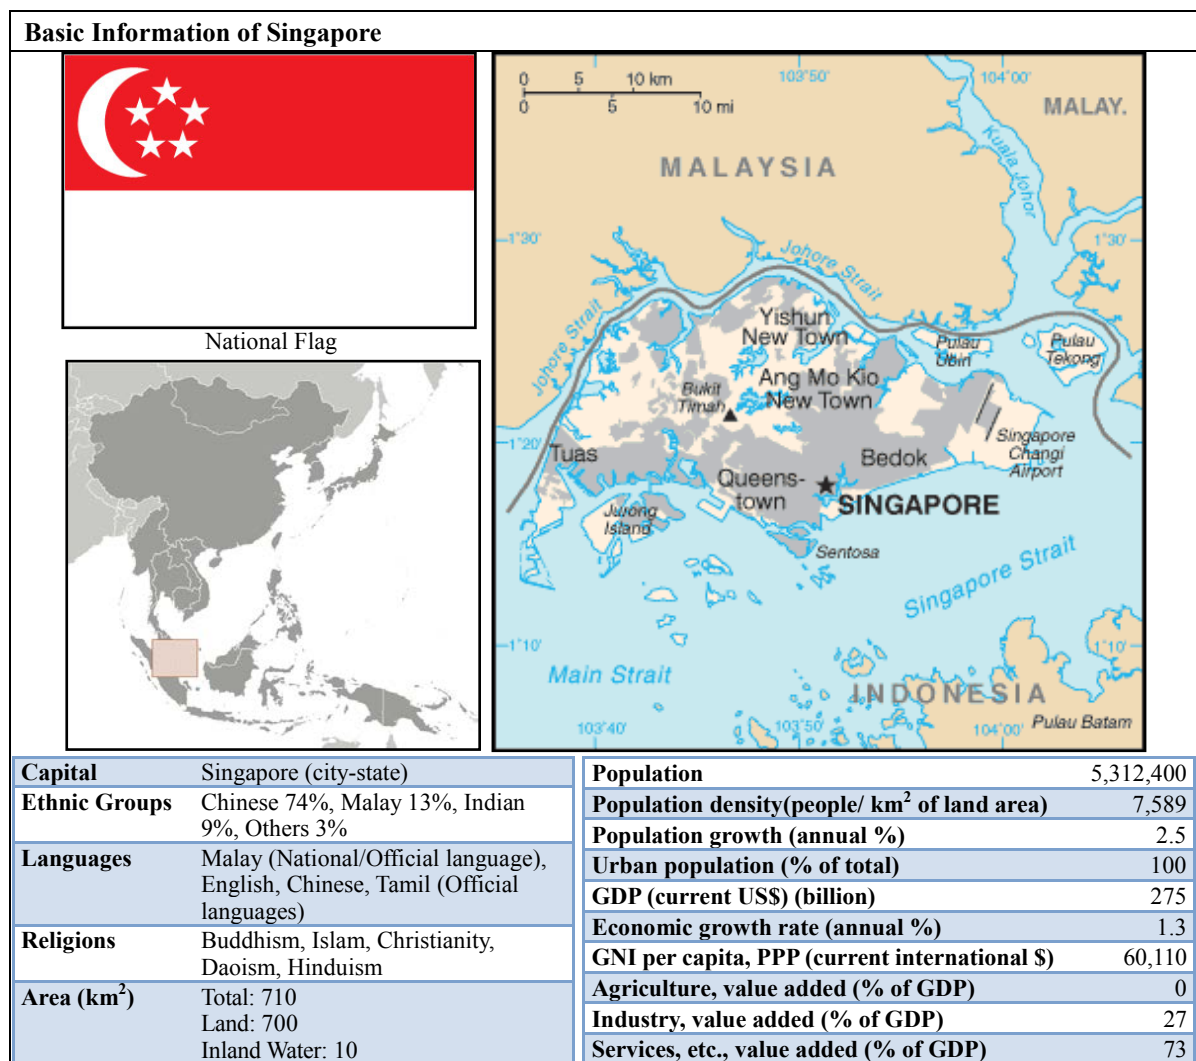 Basic Information of Singapore
National Flag
0 5 10 km
0 5 10 mi
103°50'
104°00'
MALAY.
MALAYSIA
Kuala Johor
1°30'
1°30'
Johore Strait
Johore Strait
Yishun
New Town
Pulau
Ubin
Pulau
Tekong
Bukit
Timah
Ang Mo Kio
New Town
1°20'
Singapore
Changi
Airport
Tuas
Bedok
Queens-
town
SINGAPORE
Jurong
Island
Sentosa
Singapore Strait
1°10'
1°10'
Main Strait
INDONESIA
Pulau Batam
103°40'
103°50'
104°00'
Capital Singapore (city-state)
Ethnic Groups Chinese 74%, Malay 13%, Indian
9%, Others 3%
Languages Malay (National/Official language),
English, Chinese, Tamil (Official
languages)
Religions Buddhism, Islam, Christianity,
Daoism, Hinduism
Area (km²) Total: 710
Land: 700
Inland Water: 10
Population 5,312,400
Population density(people/ km² of land area) 7,589
Population growth (annual %) 2.5
Urban population (% of total) 100
GDP (current US$) (billion) 275
Economic growth rate (annual %) 1.3
GNI per capita, PPP (current international $) 60,110
Agriculture, value added (% of GDP) 0
Industry, value added (% of GDP) 27
Services, etc., value added (% of GDP) 73